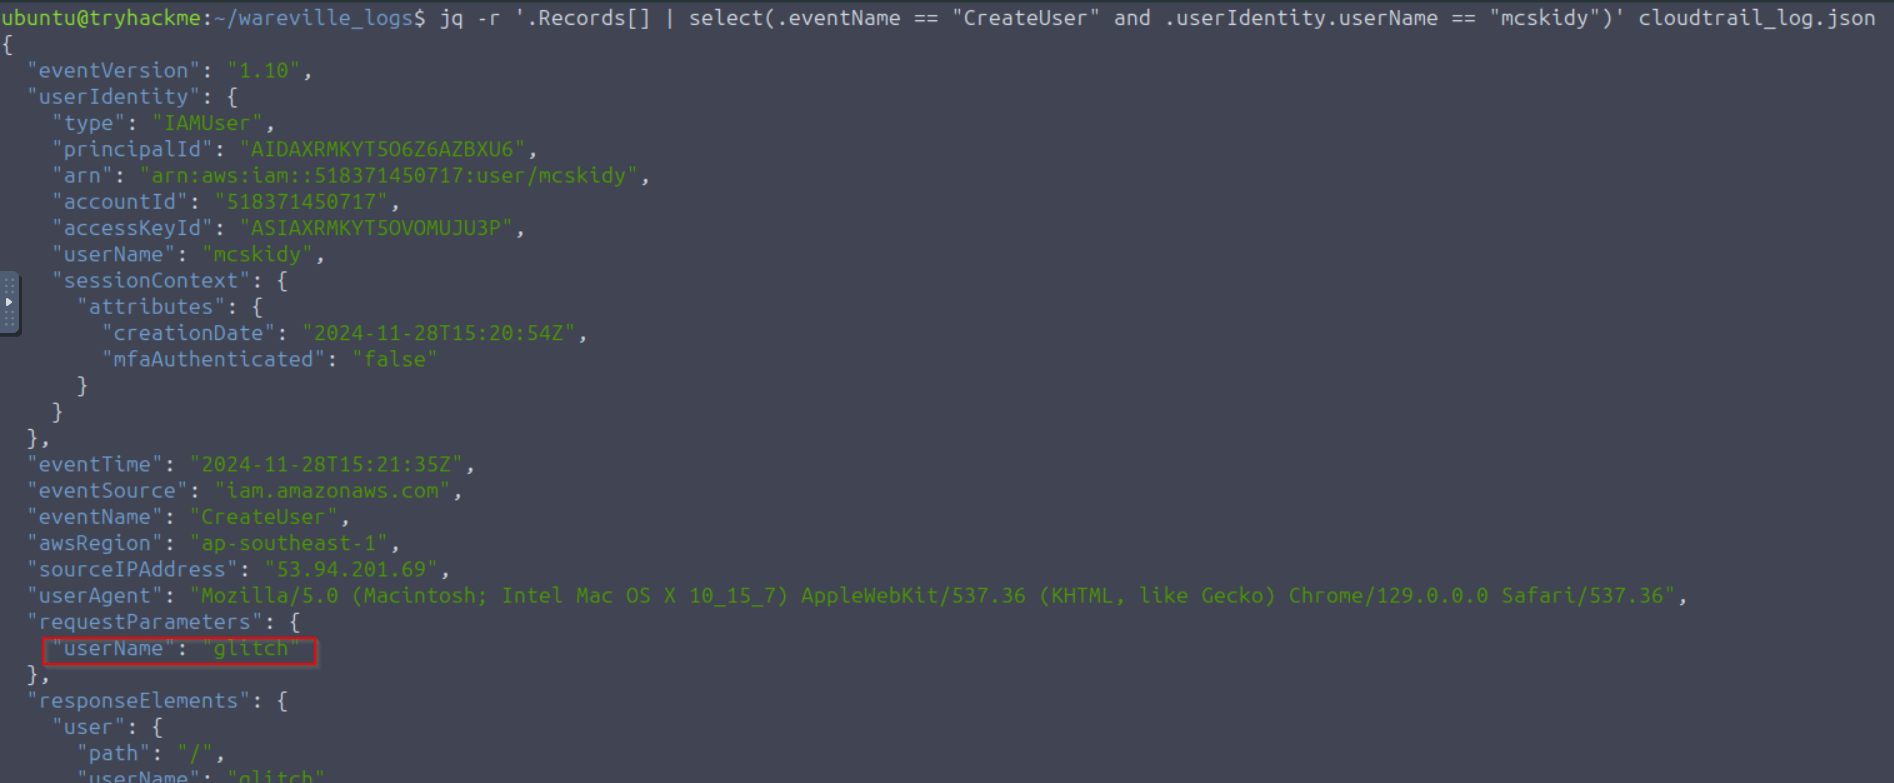 ubuntu@tryhackme:~/wareville_logs$ jq -r '.Records[] | select(.eventName == "CreateUser" and .userIdentity.userName == "mcskidy")' cloudtrail_log.json
{
  "eventVersion": "1.10",
  "userIdentity": {
    "type": "IAMUser",
    "principalId": "AIDAXRMKYT5O6Z6AZBXU6",
    "arn": "arn:aws:iam::518371450717:user/mcskidy",
    "accountId": "518371450717",
    "accessKeyId": "ASIAXRMKYT5OVOMUJU3P",
    "userName": "mcskidy",
    "sessionContext": {
      "attributes": {
        "creationDate": "2024-11-28T15:20:54Z",
        "mfaAuthenticated": "false"
      }
    }
  },
  "eventTime": "2024-11-28T15:21:35Z",
  "eventSource": "iam.amazonaws.com",
  "eventName": "CreateUser",
  "awsRegion": "ap-southeast-1",
  "sourceIPAddress": "53.94.201.69",
  "userAgent": "Mozilla/5.0 (Macintosh; Intel Mac OS X 10_15_7) AppleWebKit/537.36 (KHTML, like Gecko) Chrome/129.0.0.0 Safari/537.36",
  "requestParameters": {
    "userName": "glitch"
  },
  "responseElements": {
    "user": {
      "path": "/",
      "userName": "glitch"